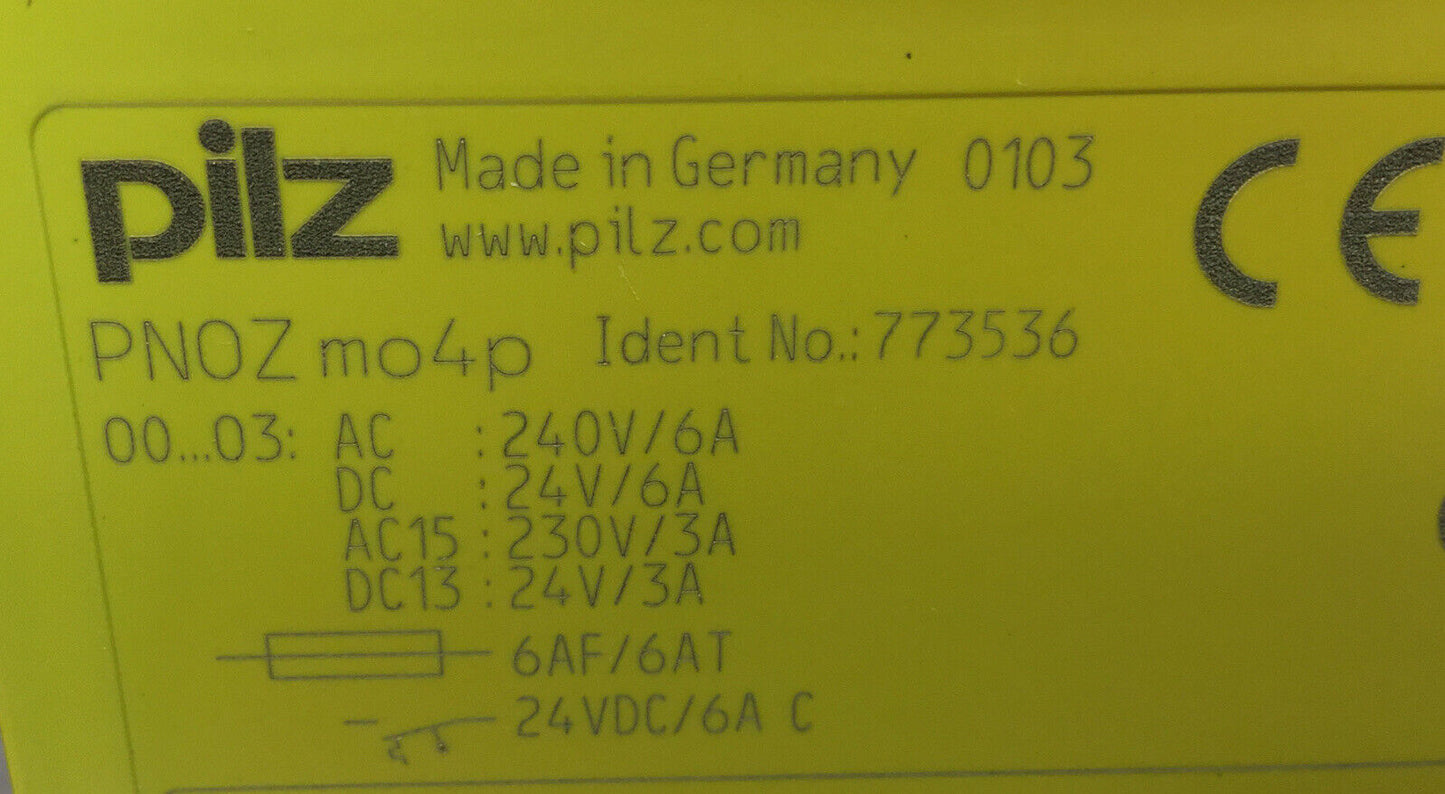 pilz Made in Germany 0103 CE
www.pilz.com
PNOZ mo4p Ident No.:773536
00...03: AC :240V/6A
DC :24V/6A
AC15 :230V/3A
DC13 :24V/3A
6AF/6AT
24VDC/6A C